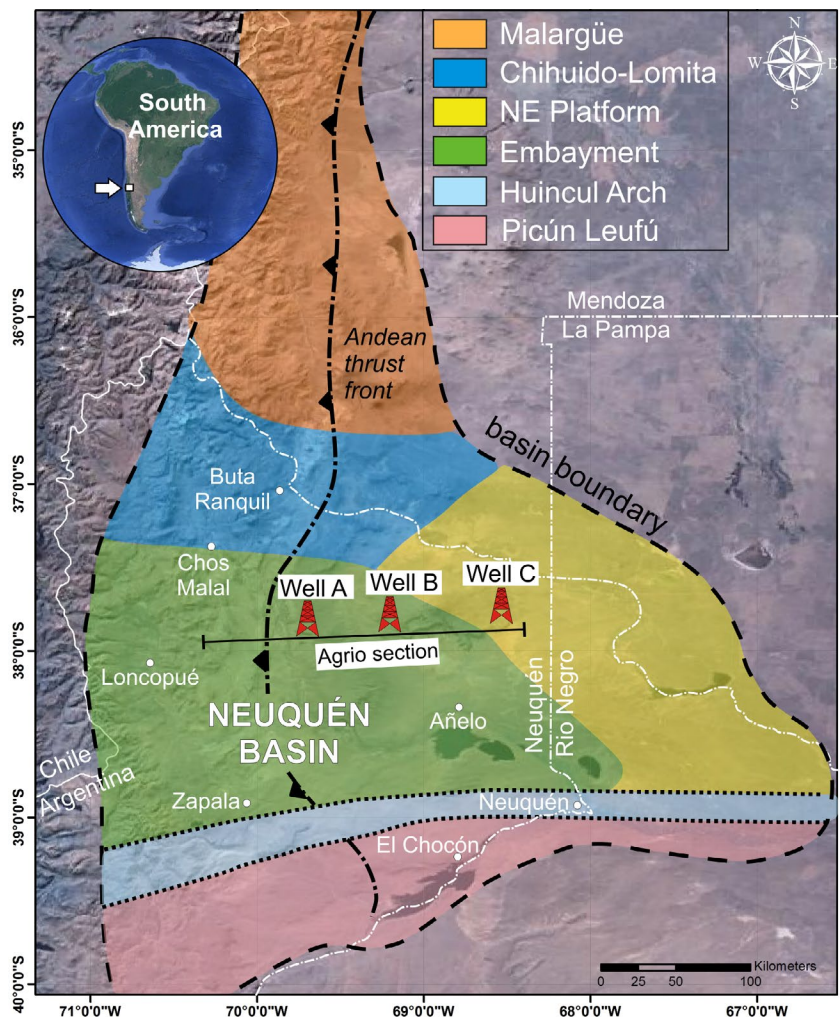 South
America
Malargüe
Chihuido-Lomita
NE Platform
Embayment
Huincul Arch
Picún Leufú
N
W
E
S
35°0'0"S
36°0'0"S
37°0'0"S
38°0'0"S
39°0'0"S
40°0'0"S
Mendoza
La Pampa
Andean
thrust
front
basin boundary
Buta
Ranquil
Chos
Malal
Well A
Well B
Well C
Agrio section
Loncopué
NEUQUÉN
BASIN
Añelo
Neuquén
Rio Negro
Chile
Argentina
Zapala
Neuquén
El Chocón
Kilometers
0
25
50
100
71°0'0"W
70°0'0"W
69°0'0"W
68°0'0"W
67°0'0"W